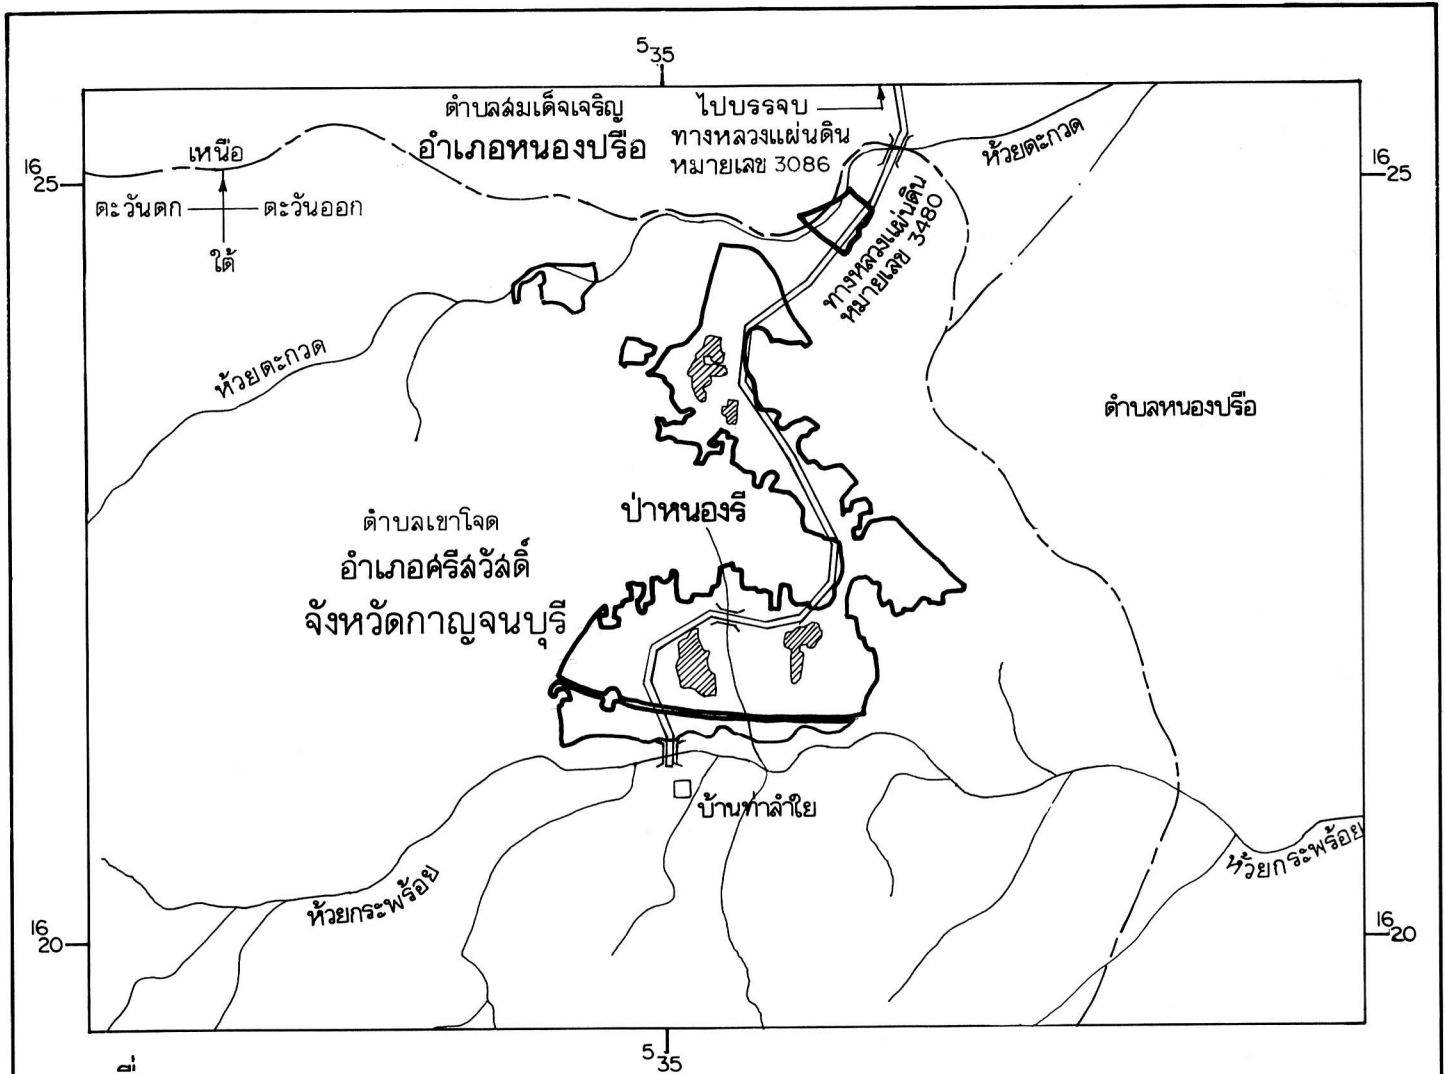 5 35
ตำบลสมเด็จเจริญ
อำเภอหนองปรือ
ไปบรรจบ
ทางหลวงแผ่นดิน
หมายเลข 3086
ห้วยตะกวด
เหนือ
16 25
16 25
ตะวันตก
ตะวันออก
ใต้
ทางหลวงแผ่นดิน
หมายเลข 3480
ห้วยตะกวด
ตำบลหนองปรือ
ป่าหนองรี
ตำบลเขาโจด
อำเภอศรีสวัสดิ์
จังหวัดกาญจนบุรี
บ้านท่าลำใย
ห้วยกระพร้อย
ห้วยกระพร้อย
16 20
16 20
5 35